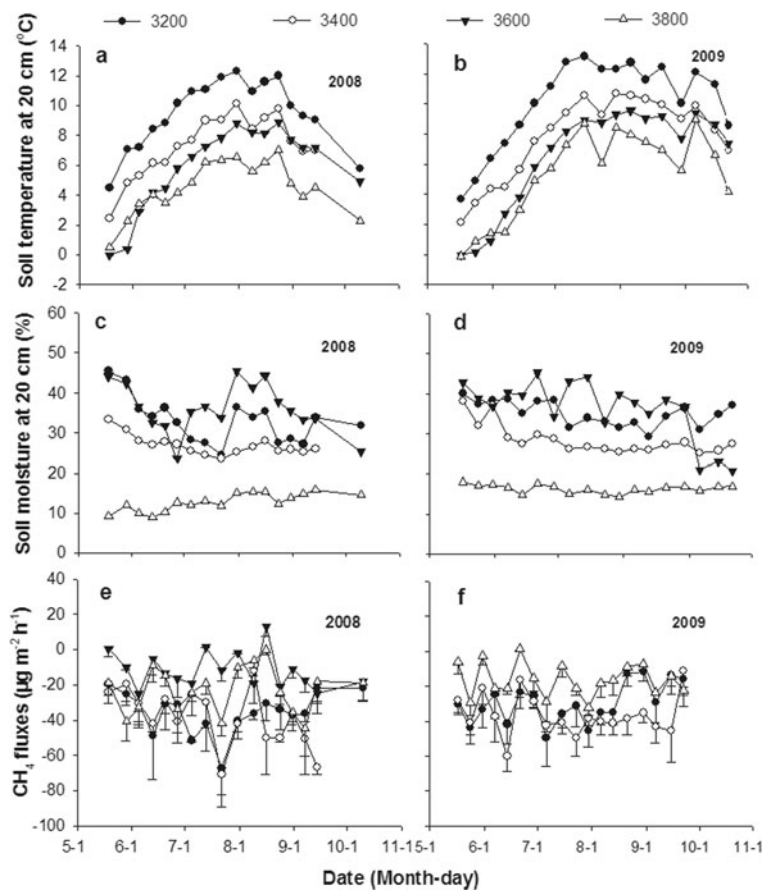 3200 3400 3600 3800
Soll temperature at 20 cm (°C)
14
12
10
8
6
4
2
0
-2
a
2008
b
2009
Soll molsture at 20 cm (%)
60
50
40
30
20
10
0
c
2008
d
2009
CH4 fluxes (µg m-2 h-1)
40
20
0
-20
-40
-60
-80
-100
e
2008
f
2009
5-1 6-1 7-1 8-1 9-1 10-1 11-15-1 6-1 7-1 8-1 9-1 10-1 11-1
Date (Month-day)